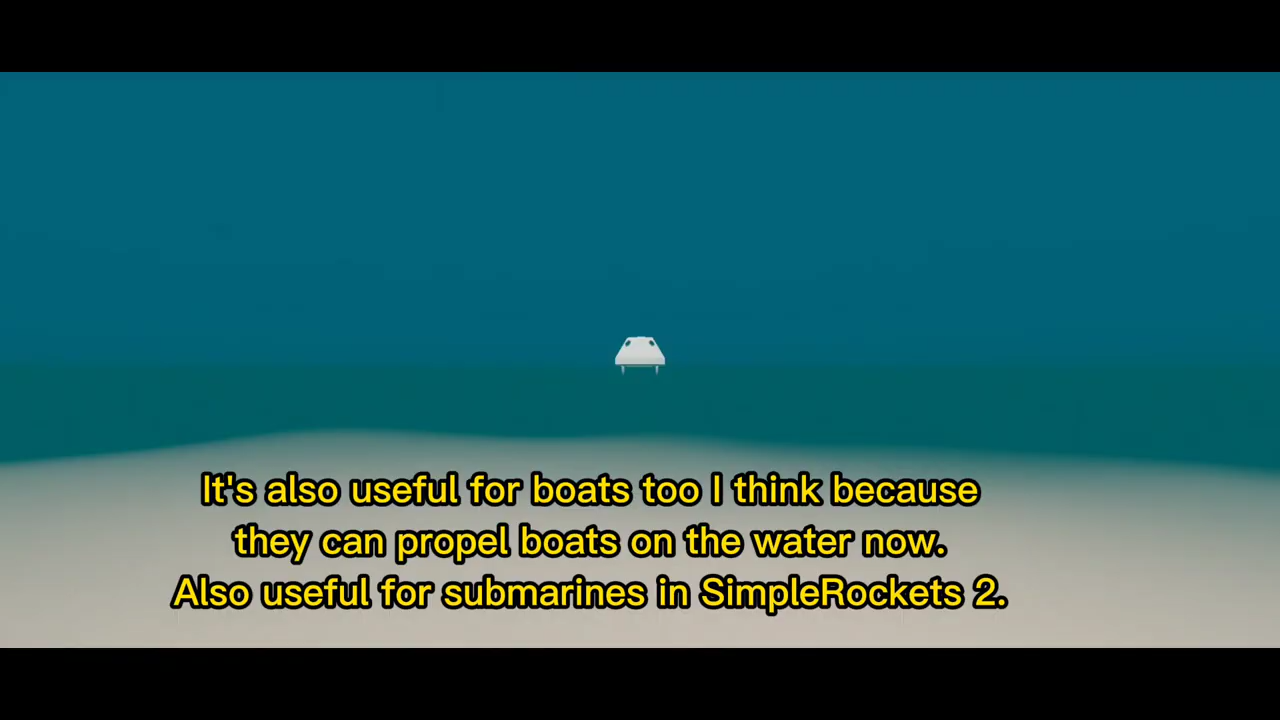 It's also useful for boats too I think because
they can propel boats on the water now.
Also useful for submarines in SimpleRockets 2.